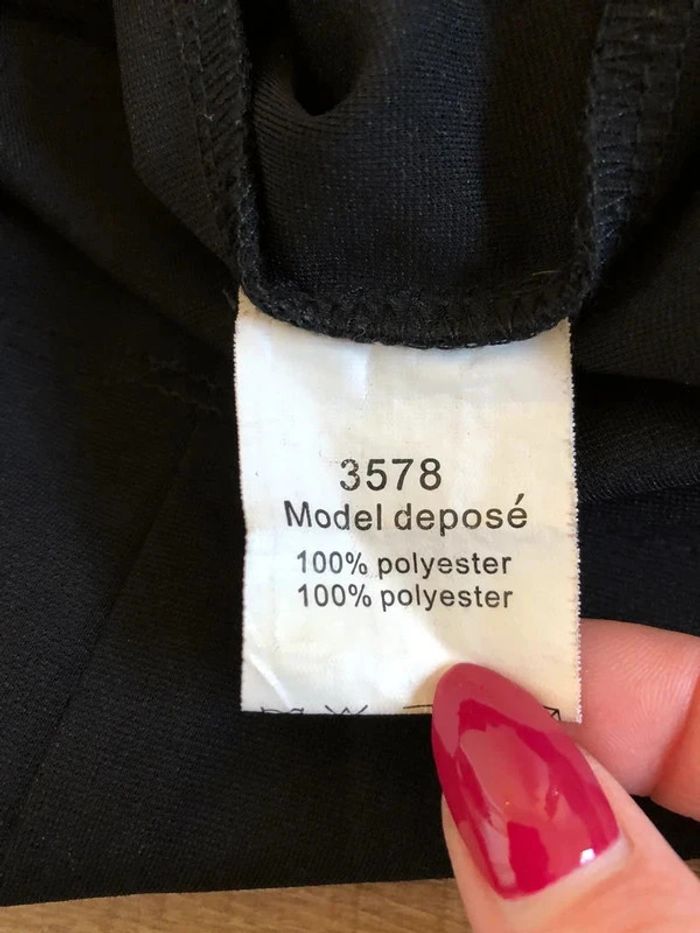 3578
Model deposé
100% polyester
100% polyester